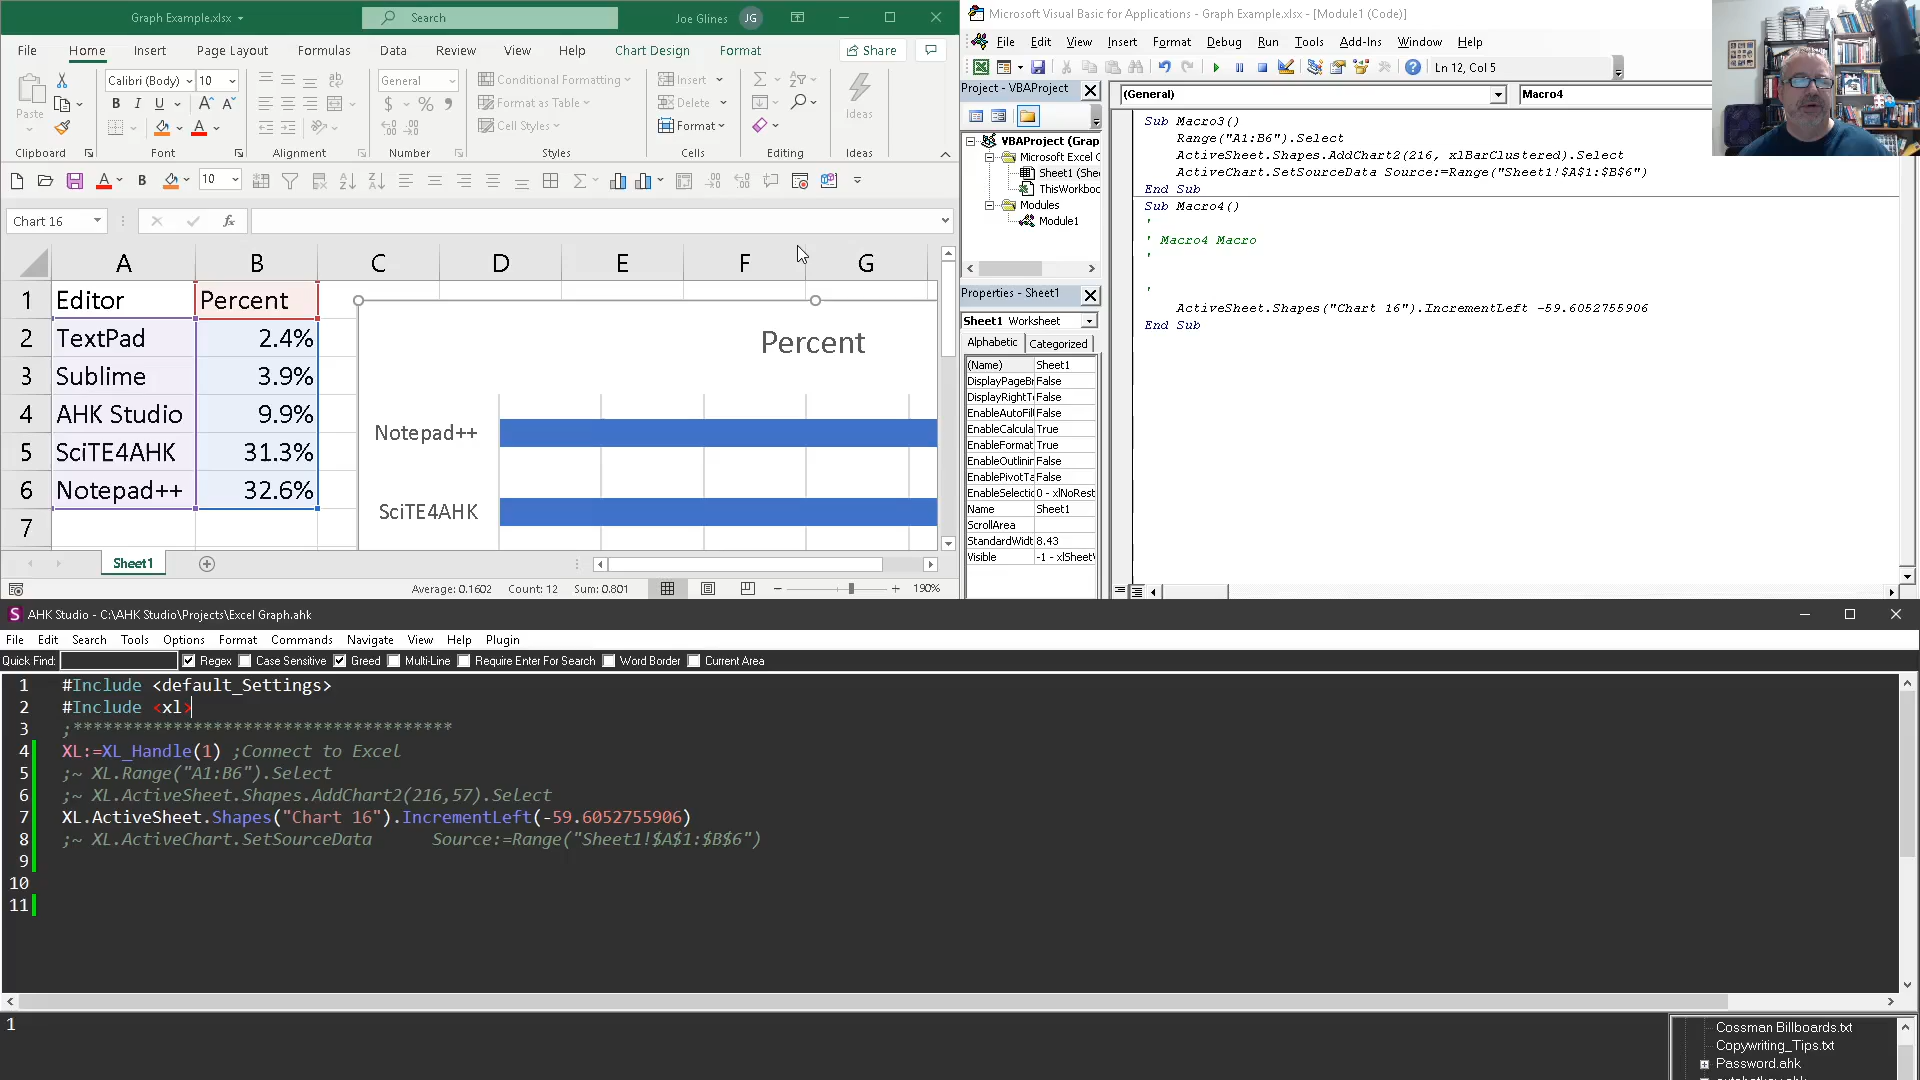 Graph Example.xlsx
Search
Joe Glines
JG
File Home Insert Page Layout Formulas Data Review View Help Chart Design Format
Share
Paste
Calibri (Body) 10
B I U
General
$ %
Conditional Formatting
Format as Table
Cell Styles
Insert
Delete
Format
Ideas
Clipboard Font Alignment Number Styles Cells Editing Ideas
B 10
Chart 16
fx
A B C D E F G
1 Editor Percent
2 TextPad 2.4%
3 Sublime 3.9%
4 AHK Studio 9.9%
5 SciTE4AHK 31.3%
6 Notepad++ 32.6%
7
Percent
Notepad++
SciTE4AHK
Sheet1
Average: 0.1602 Count: 12 Sum: 0.801 190%
Microsoft Visual Basic for Applications - Graph Example.xlsx - [Module1 (Code)]
File Edit View Insert Format Debug Run Tools Add-Ins Window Help
Ln 12, Col 5
Project - VBAProject
VBAProject (Grap
Microsoft Excel O
Sheet1 (She
ThisWorkboo
Modules
Module1
Properties - Sheet1
Sheet1 Worksheet
Alphabetic Categorized
(Name) Sheet1
DisplayPageBr False
DisplayRightTo False
EnableAutoFilt False
EnableCalcula True
EnableFormat True
EnableOutlinin False
EnablePivotTa False
EnableSelectio 0 - xlNoRest
Name Sheet1
ScrollArea
StandardWidt 8.43
Visible -1 - xlSheetV
(General) Macro4
Sub Macro3()
Range("A1:B6").Select
ActiveSheet.Shapes.AddChart2(216, xlBarClustered).Select
ActiveChart.SetSourceData Source:=Range("Sheet1!$A$1:$B$6")
End Sub
Sub Macro4()
'
' Macro4 Macro
'
'
ActiveSheet.Shapes("Chart 16").IncrementLeft -59.6052755906
End Sub
S AHK Studio - C:\AHK Studio\Projects\Excel Graph.ahk
File Edit Search Tools Options Format Commands Navigate View Help Plugin
Quick Find: Regex Case Sensitive Greed Multi-Line Require Enter For Search Word Border Current Area
1 #Include <default_Settings>
2 #Include <xl>
3 ;**************************************
4 XL:=XL_Handle(1) ;Connect to Excel
5 ;~ XL.Range("A1:B6").Select
6 ;~ XL.ActiveSheet.Shapes.AddChart2(216,57).Select
7 XL.ActiveSheet.Shapes("Chart 16").IncrementLeft(-59.6052755906)
8 ;~ XL.ActiveChart.SetSourceData Source:=Range("Sheet1!$A$1:$B$6")
9
10
11
1
Cossman Billboards.txt
Copywriting_Tips.txt
Password.ahk